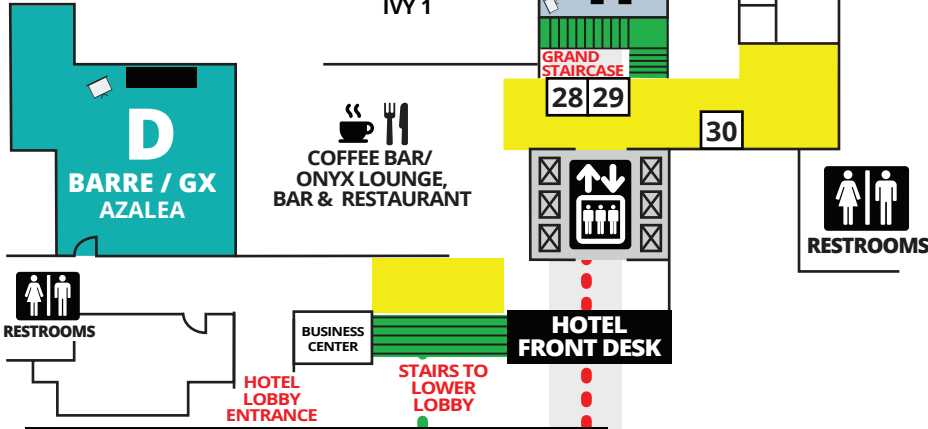 IVY 1
GRAND
STAIRCASE
28 29
30
D
BARRE / GX
AZALEA
COFFEE BAR/
ONYX LOUNGE,
BAR & RESTAURANT
RESTROOMS
RESTROOMS
BUSINESS
CENTER
HOTEL
FRONT DESK
HOTEL
LOBBY
ENTRANCE
STAIRS TO
LOWER
LOBBY